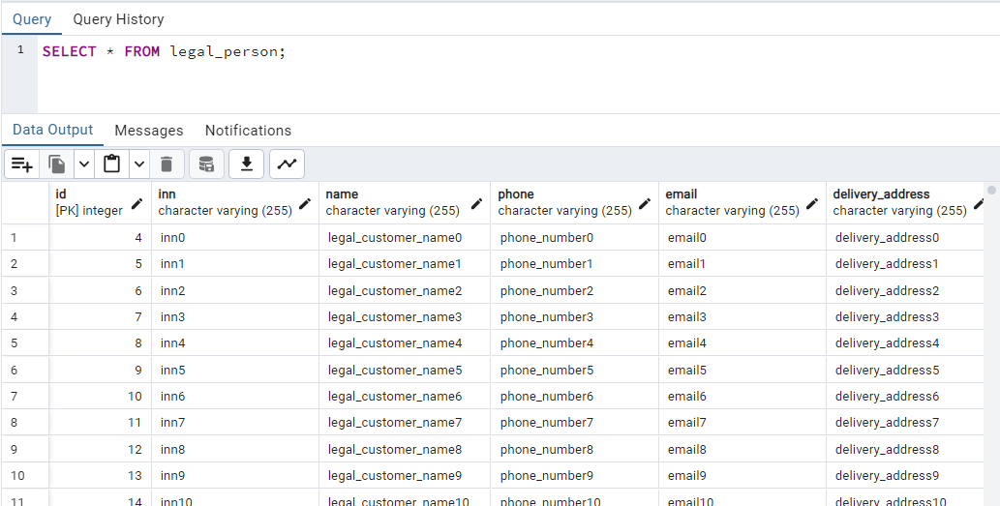 Query Query History
1 SELECT * FROM legal_person;
Data Output Messages Notifications
id inn name phone email delivery_address
[PK] integer character varying (255) character varying (255) character varying (255) character varying (255) character varying (255)
1 4 inn0 legal_customer_name0 phone_number0 email0 delivery_address0
2 5 inn1 legal_customer_name1 phone_number1 email1 delivery_address1
3 6 inn2 legal_customer_name2 phone_number2 email2 delivery_address2
4 7 inn3 legal_customer_name3 phone_number3 email3 delivery_address3
5 8 inn4 legal_customer_name4 phone_number4 email4 delivery_address4
6 9 inn5 legal_customer_name5 phone_number5 email5 delivery_address5
7 10 inn6 legal_customer_name6 phone_number6 email6 delivery_address6
8 11 inn7 legal_customer_name7 phone_number7 email7 delivery_address7
9 12 inn8 legal_customer_name8 phone_number8 email8 delivery_address8
10 13 inn9 legal_customer_name9 phone_number9 email9 delivery_address9
11 14 inn10 legal_customer_name10 phone_number10 email10 delivery_address10